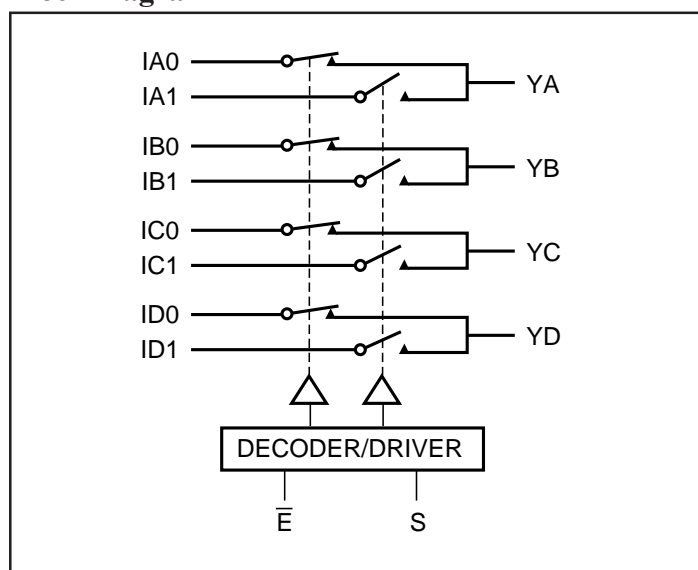 IA0
IA1
YA
IB0
IB1
YB
IC0
IC1
YC
ID0
ID1
YD
DECODER/DRIVER
E̅ S